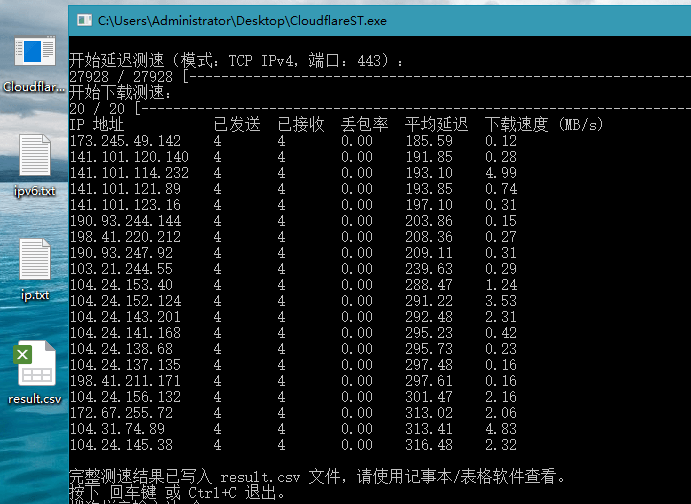 C:\Users\Administrator\Desktop\CloudflareST.exe
Cloudflar...
ipv6.txt
ip.txt
result.csv
开始延迟测速（模式：TCP IPv4，端口：443）：
27928 / 27928 [---
开始下载测速：
20 / 20 [---
IP 地址 已发送 已接收 丢包率 平均延迟 下载速度 (MB/s)
173.245.49.142 4 4 0.00 185.59 0.12
141.101.120.140 4 4 0.00 191.85 0.28
141.101.114.232 4 4 0.00 193.10 4.99
141.101.121.89 4 4 0.00 193.85 0.74
141.101.123.16 4 4 0.00 197.10 0.31
190.93.244.144 4 4 0.00 203.86 0.15
198.41.220.212 4 4 0.00 208.36 0.27
190.93.247.92 4 4 0.00 209.11 0.31
103.21.244.55 4 4 0.00 239.63 0.29
104.24.153.40 4 4 0.00 288.47 1.24
104.24.152.124 4 4 0.00 291.22 3.53
104.24.143.201 4 4 0.00 292.48 2.31
104.24.141.168 4 4 0.00 295.23 0.42
104.24.138.68 4 4 0.00 295.73 0.23
104.24.137.135 4 4 0.00 297.48 0.16
198.41.211.171 4 4 0.00 297.61 0.16
104.24.156.132 4 4 0.00 301.47 2.16
172.67.255.72 4 4 0.00 313.02 2.06
104.31.74.89 4 4 0.00 313.41 4.83
104.24.145.38 4 4 0.00 316.48 2.32
完整测速结果已写入 result.csv 文件，请使用记事本/表格软件查看。
按下 回车键 或 Ctrl+C 退出。